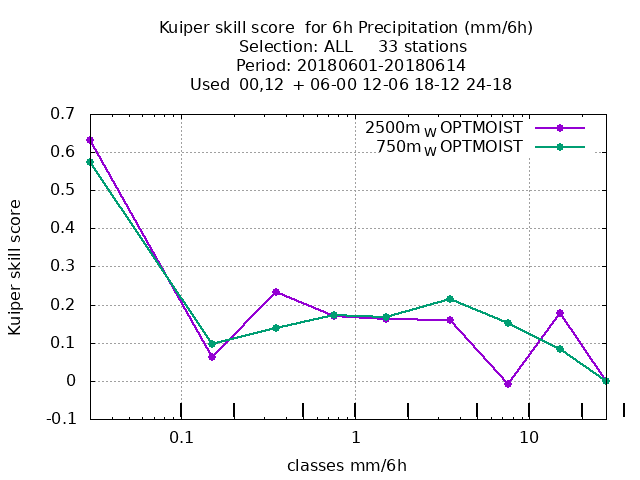 Kuiper skill score  for 6h Precipitation (mm/6h)
Selection: ALL     33 stations
Period: 20180601-20180614
Used  00,12  + 06-00 12-06 18-12 24-18
2500m W OPTMOIST
750m W OPTMOIST
0.7
0.6
0.5
0.4
0.3
0.2
0.1
0
-0.1
Kuiper skill score
0.1 1 10
classes mm/6h